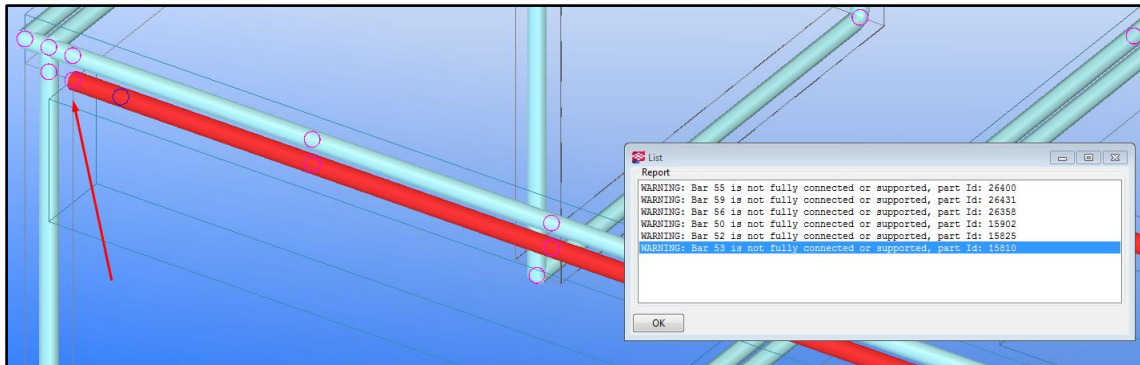 List
Report
WARNING: Bar 55 is not fully connected or supported, part Id: 26400
WARNING: Bar 59 is not fully connected or supported, part Id: 26431
WARNING: Bar 56 is not fully connected or supported, part Id: 26358
WARNING: Bar 50 is not fully connected or supported, part Id: 15902
WARNING: Bar 52 is not fully connected or supported, part Id: 15825
WARNING: Bar 53 is not fully connected or supported, part Id: 15810
OK